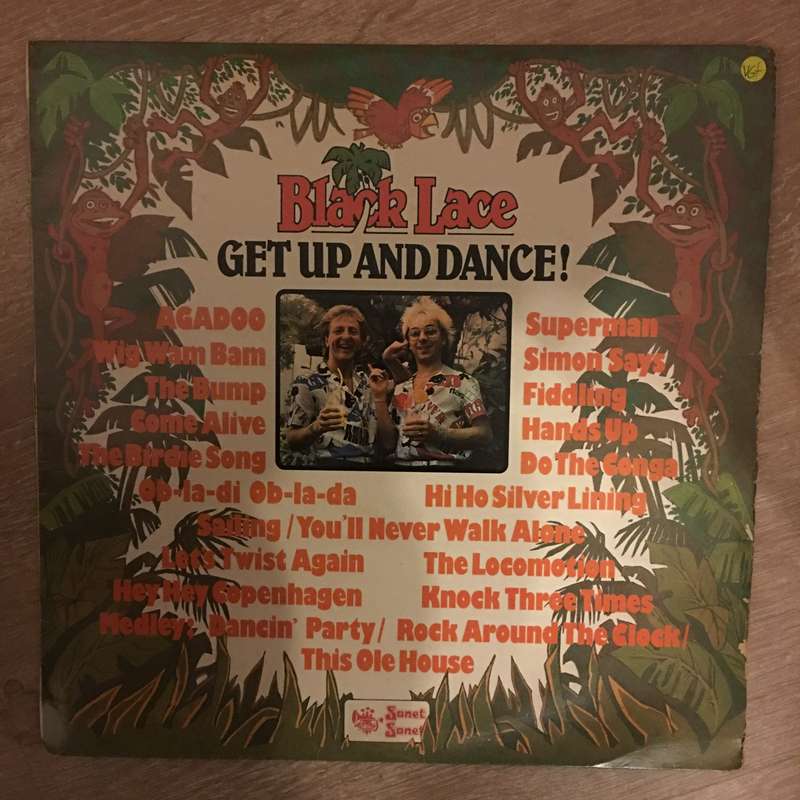 VG+
Black Lace
GET UP AND DANCE!
AGADOO
Wig Wam Bam
The Bump
Come Alive
The Birdie Song
Superman
Simon Says
Fiddling
Hands Up
Do The Conga
Ob-la-di Ob-la-da
Hi Ho Silver Lining
Sailing / You'll Never Walk Alone
Let's Twist Again
The Locomotion
Hey Hey Copenhagen
Knock Three Times
Medley: Dancin' Party / Rock Around The Clock /
This Ole House
Sonet
Sonet